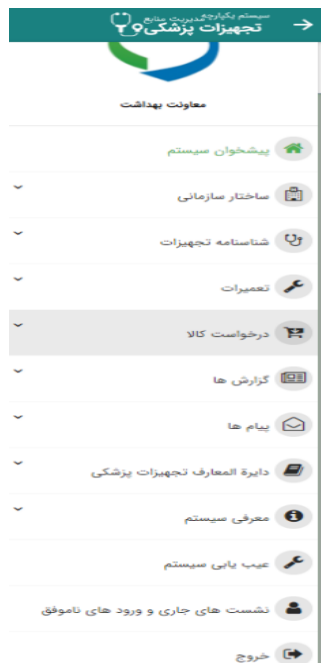 سیستم یکپارچه مدیریت منابع
تجهیزات پزشکی
معاونت بهداشت
پیشخوان سیستم
ساختار سازمانی
شناسنامه تجهیزات
تعمیرات
درخواست کالا
گزارش ها
پیام ها
دایرة المعارف تجهیزات پزشکی
معرفی سیستم
عیب یابی سیستم
نشست های جاری و ورود های ناموفق
خروج